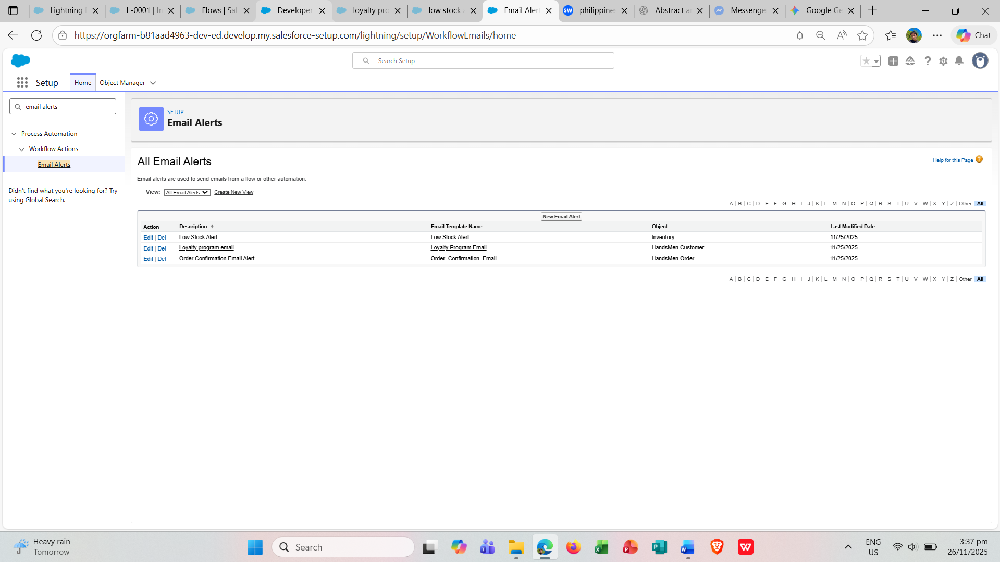 Lightning
I -0001 | In
Flows | Sal
Developer
loyalty pro
low stock a
Email Aler
SW
philippines
Abstract a
Messenge
Google Ge
https://orgfarm-b81aad4963-dev-ed.develop.my.salesforce-setup.com/lightning/setup/WorkflowEmails/home
Chat
Search Setup
Setup
Home
Object Manager
email alerts
Process Automation
Workflow Actions
Email Alerts
Didn't find what you're looking for? Try
using Global Search.
SETUP
Email Alerts
All Email Alerts
Help for this Page ?
Email alerts are used to send emails from a flow or other automation.
View: All Email Alerts Create New View
A | B | C | D | E | F | G | H | I | J | K | L | M | N | O | P | Q | R | S | T | U | V | W | X | Y | Z | Other | All
New Email Alert
Action Description Email Template Name Object Last Modified Date
Edit | Del Low Stock Alert Low Stock Alert Inventory 11/25/2025
Edit | Del Loyalty program email Loyalty Program Email HandsMen Customer 11/25/2025
Edit | Del Order Confirmation Email Alert Order_Confirmation_Email HandsMen Order 11/25/2025
A | B | C | D | E | F | G | H | I | J | K | L | M | N | O | P | Q | R | S | T | U | V | W | X | Y | Z | Other | All
Heavy rain
Tomorrow
Search
ENG
US
3:37 pm
26/11/2025